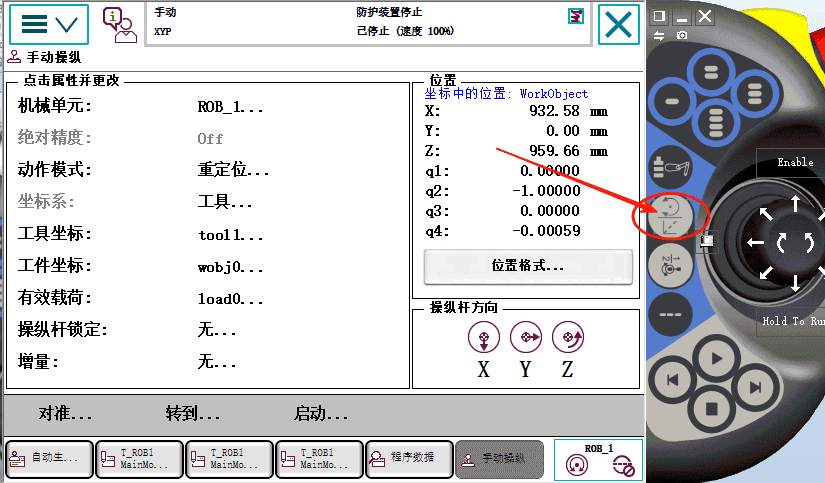 手动
防护装置停止
XYP
已停止 (速度 100%)
手动操纵
点击属性并更改
机械单元: ROB_1...
绝对精度: Off
动作模式: 重定位...
坐标系: 工具...
工具坐标: tool1...
工件坐标: wobj0...
有效载荷: load0...
操纵杆锁定: 无...
增量: 无...
位置
坐标中的位置: WorkObject
X: 932.58 mm
Y: 0.00 mm
Z: 959.66 mm
q1: 0.00000
q2: -1.00000
q3: 0.00000
q4: -0.00059
位置格式...
操纵杆方向
X Y Z
对准... 转到... 启动...
自动生...
T_ROB1
MainMo...
T_ROB1
MainMo...
T_ROB1
MainMo...
程序数据
手动操纵
ROB_1
Enable
Hold To Ru